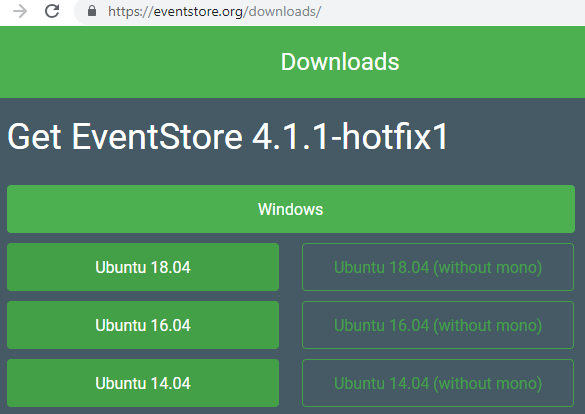 https://eventstore.org/downloads/
Downloads
Get EventStore 4.1.1-hotfix1
Windows
Ubuntu 18.04
Ubuntu 18.04 (without mono)
Ubuntu 16.04
Ubuntu 16.04 (without mono)
Ubuntu 14.04
Ubuntu 14.04 (without mono)